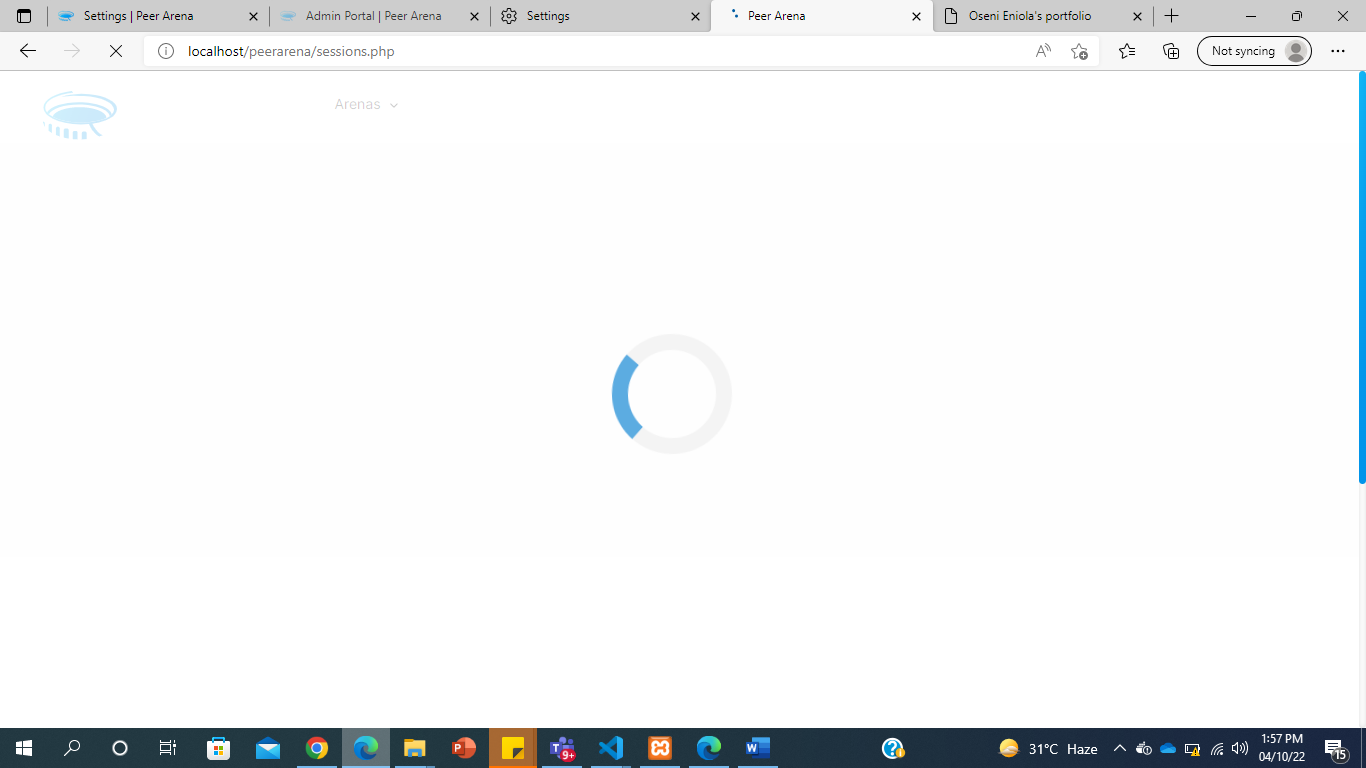 Settings | Peer Arena
Admin Portal | Peer Arena
Settings
Peer Arena
Oseni Eniola's portfolio
localhost/peerarena/sessions.php
Not syncing
Arenas
9+
31°C Haze
1:57 PM
04/10/22
15